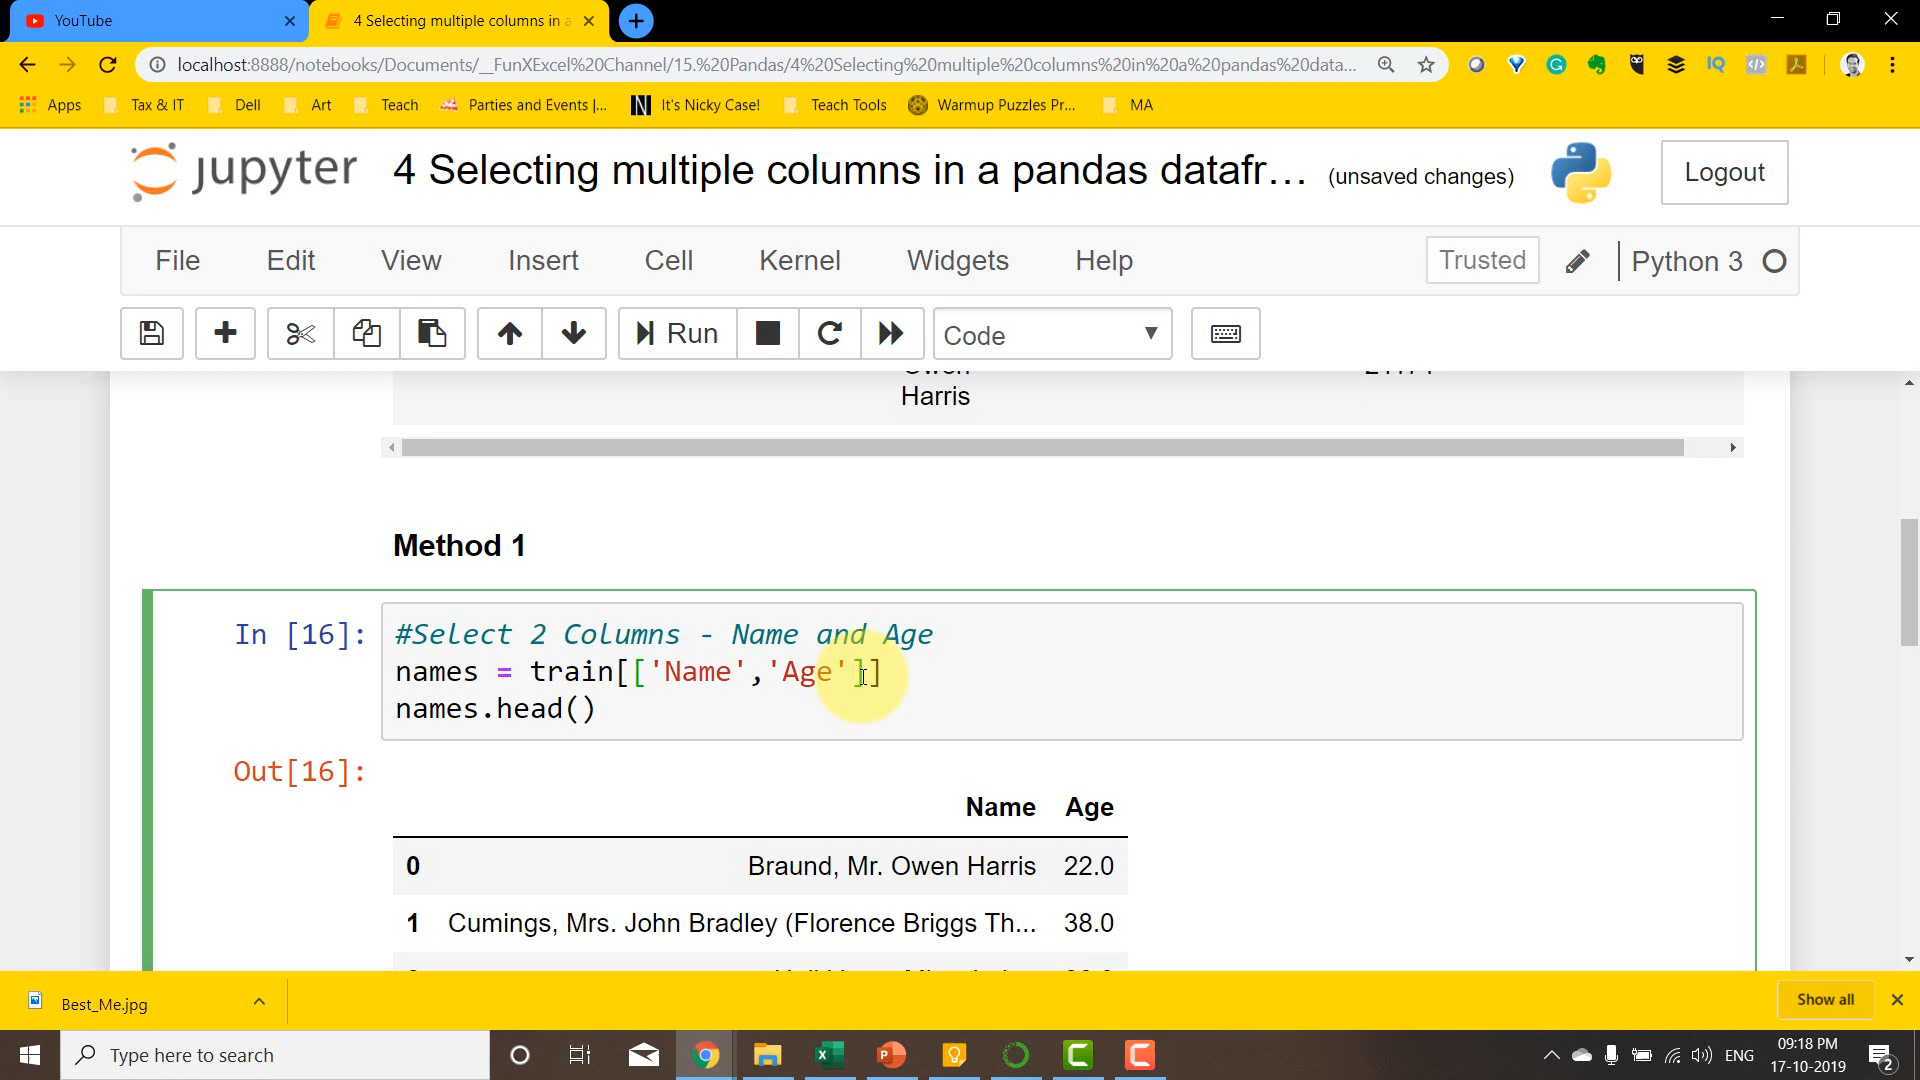 YouTube
4 Selecting multiple columns in a
localhost:8888/notebooks/Documents/__FunXExcel%20Channel/15.%20Pandas/4%20Selecting%20multiple%20columns%20in%20a%20pandas%20data...
Apps Tax & IT Dell Art Teach Parties and Events |... It's Nicky Case! Teach Tools Warmup Puzzles Pr... MA
jupyter 4 Selecting multiple columns in a pandas datafr... (unsaved changes) Logout
File Edit View Insert Cell Kernel Widgets Help Trusted Python 3
Run Code
Harris
Method 1
In [16]: #Select 2 Columns - Name and Age
names = train[['Name','Age']]
names.head()
Out[16]:
Name Age
0 Braund, Mr. Owen Harris 22.0
1 Cumings, Mrs. John Bradley (Florence Briggs Th... 38.0
Best_Me.jpg Show all
Type here to search ENG 09:18 PM
17-10-2019 2